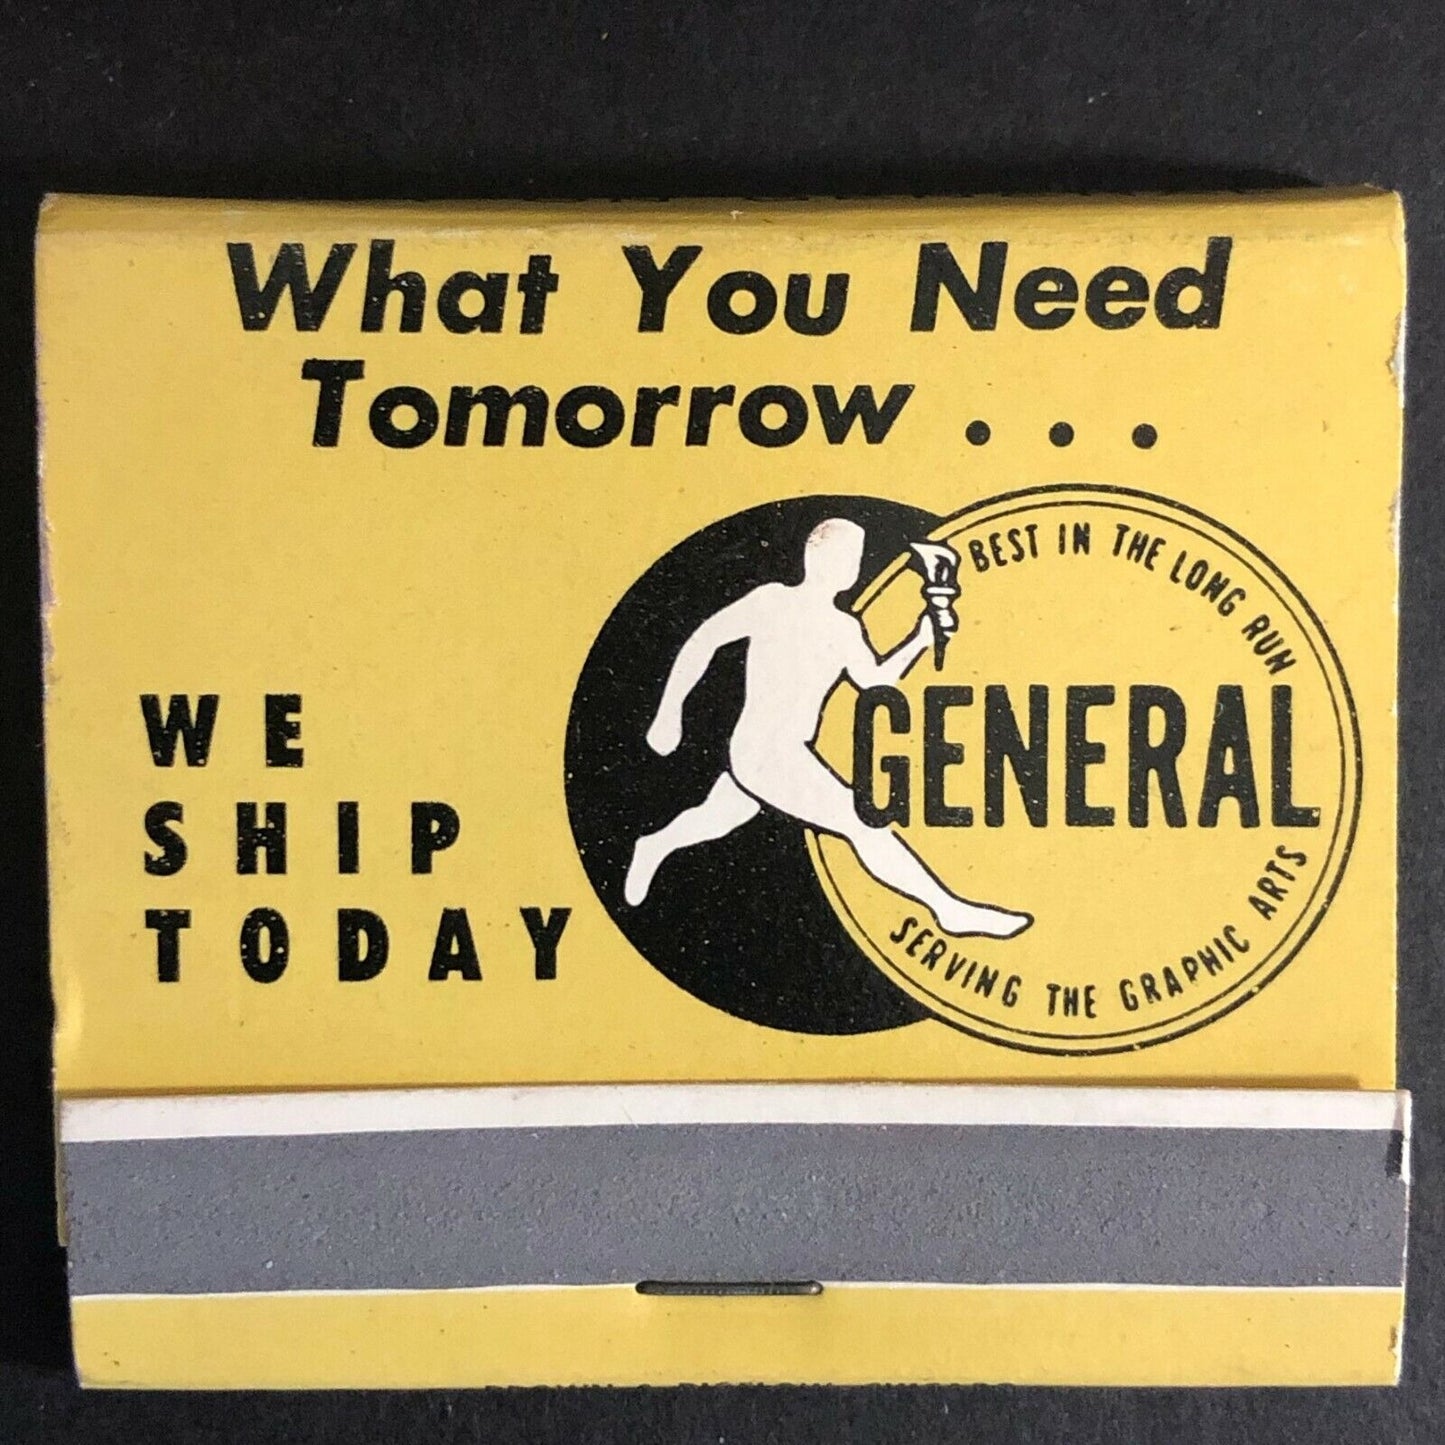 What You Need
Tomorrow . . .
WE
SHIP
TODAY
BEST IN THE LONG RUN
GENERAL
SERVING THE GRAPHIC ARTS